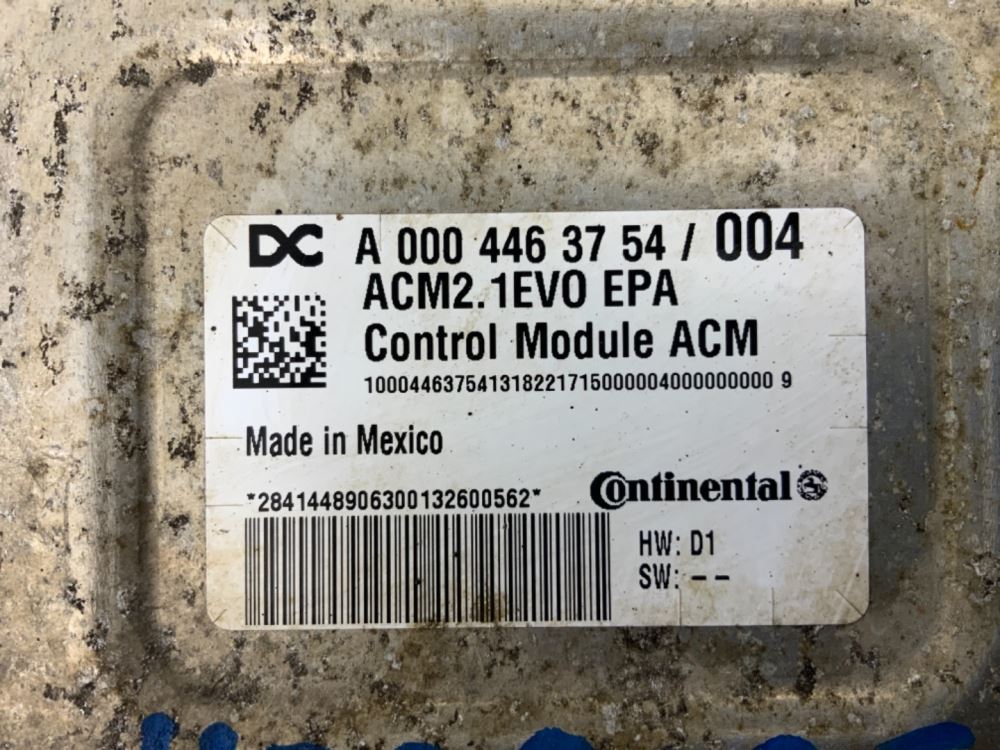 DC A 000 446 37 54 / 004
ACM2.1EVO EPA
Control Module ACM
10004463754131822171500000400000000 9
Made in Mexico
*2841448906300132600562*
Continental
HW: D1
SW: – –